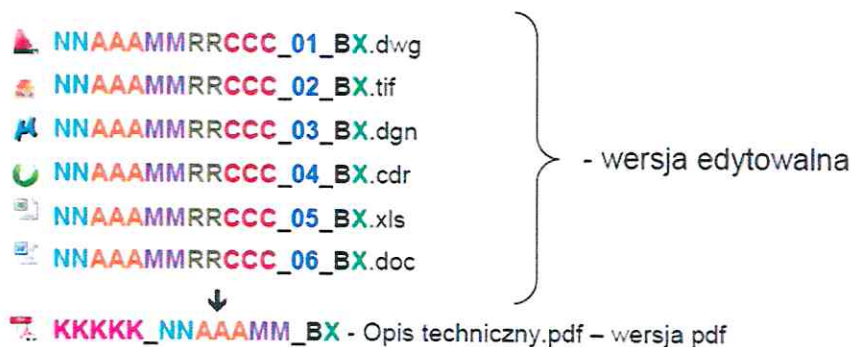 NNAAAMMRRCCC_01_BX.dwg
NNAAAMMRRCCC_02_BX.tif
NNAAAMMRRCCC_03_BX.dgn
NNAAAMMRRCCC_04_BX.cdr
- wersja edytowalna
NNAAAMMRRCCC_05_BX.xls
NNAAAMMRRCCC_06_BX.doc
KKKKK_NNAAAMM_BX - Opis techniczny.pdf – wersja pdf